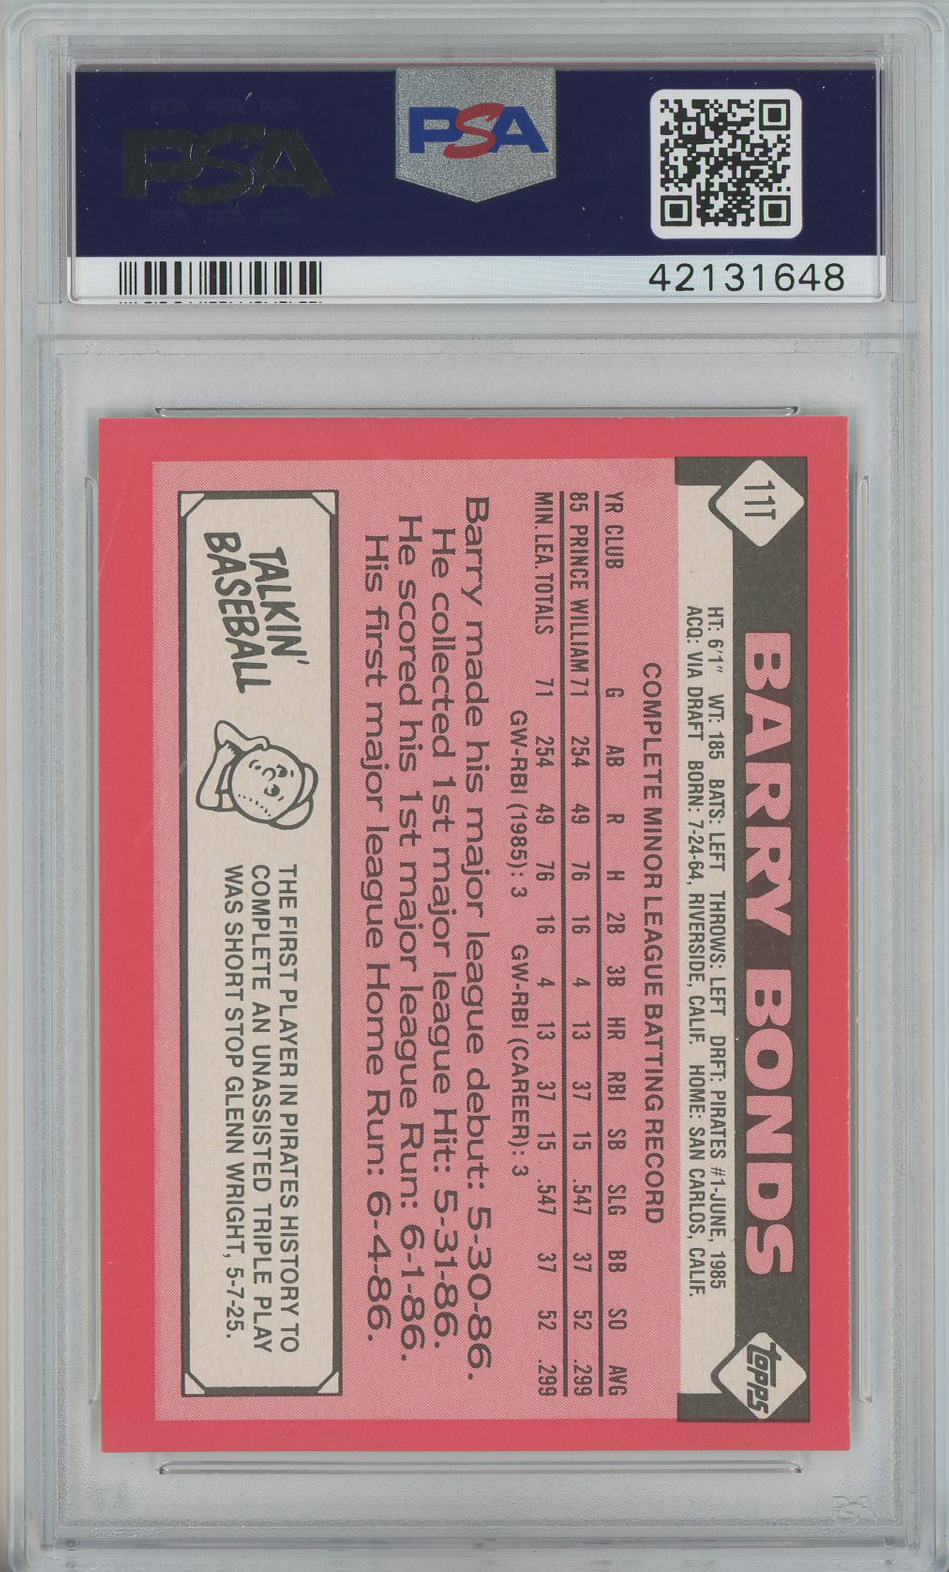 PSA
PSA
42131648
11T
BARRY BONDS
topps
HT: 6'1" WT: 185 BATS: LEFT THROWS: LEFT DRFT: PIRATES #1-JUNE, 1985
ACQ: VIA DRAFT BORN: 7-24-64, RIVERSIDE, CALIF. HOME: SAN CARLOS, CALIF.
COMPLETE MINOR LEAGUE BATTING RECORD
YR CLUB G AB R H 2B 3B HR RBI SB SLG BB SO AVG
85 PRINCE WILLIAM 71 254 49 76 16 4 13 37 15 .547 37 52 .299
MIN. LEA. TOTALS 71 254 49 76 16 4 13 37 15 .547 37 52 .299
GW-RBI (1985): 3 GW-RBI (CAREER): 3
Barry made his major league debut: 5-30-86.
He collected 1st major league Hit: 5-31-86.
He scored his 1st major league Run: 6-1-86.
His first major league Home Run: 6-4-86.
TALKIN'
BASEBALL
THE FIRST PLAYER IN PIRATES HISTORY TO
COMPLETE AN UNASSISTED TRIPLE PLAY
WAS SHORT STOP GLENN WRIGHT, 5-7-25.
PSA